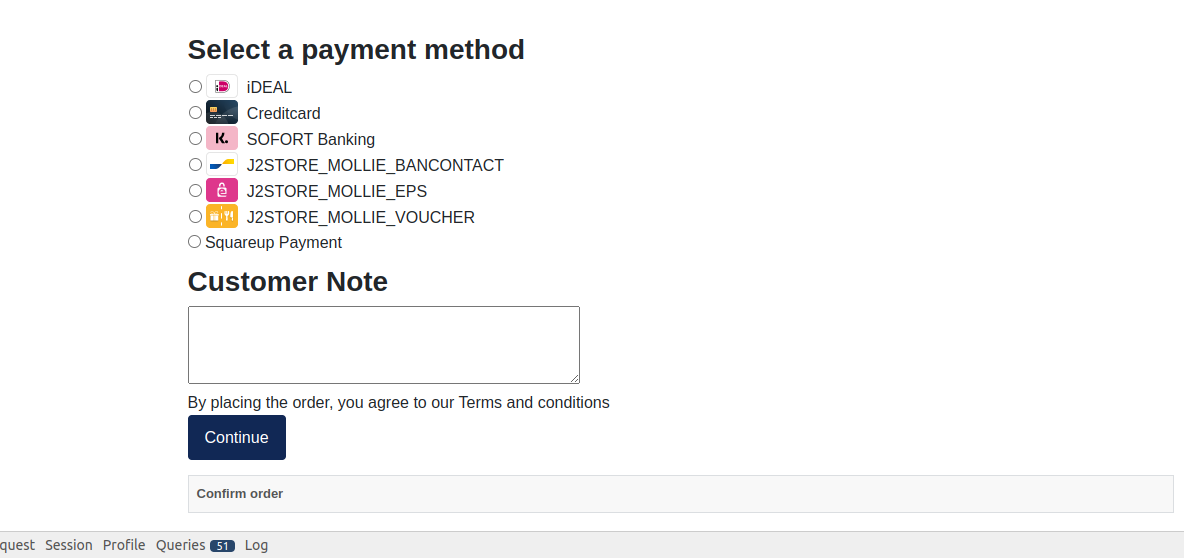 Select a payment method
iDEAL
Creditcard
K. SOFORT Banking
J2STORE_MOLLIE_BANCONTACT
J2STORE_MOLLIE_EPS
J2STORE_MOLLIE_VOUCHER
Squareup Payment
Customer Note
By placing the order, you agree to our Terms and conditions
Continue
Confirm order
quest Session Profile Queries 51 Log